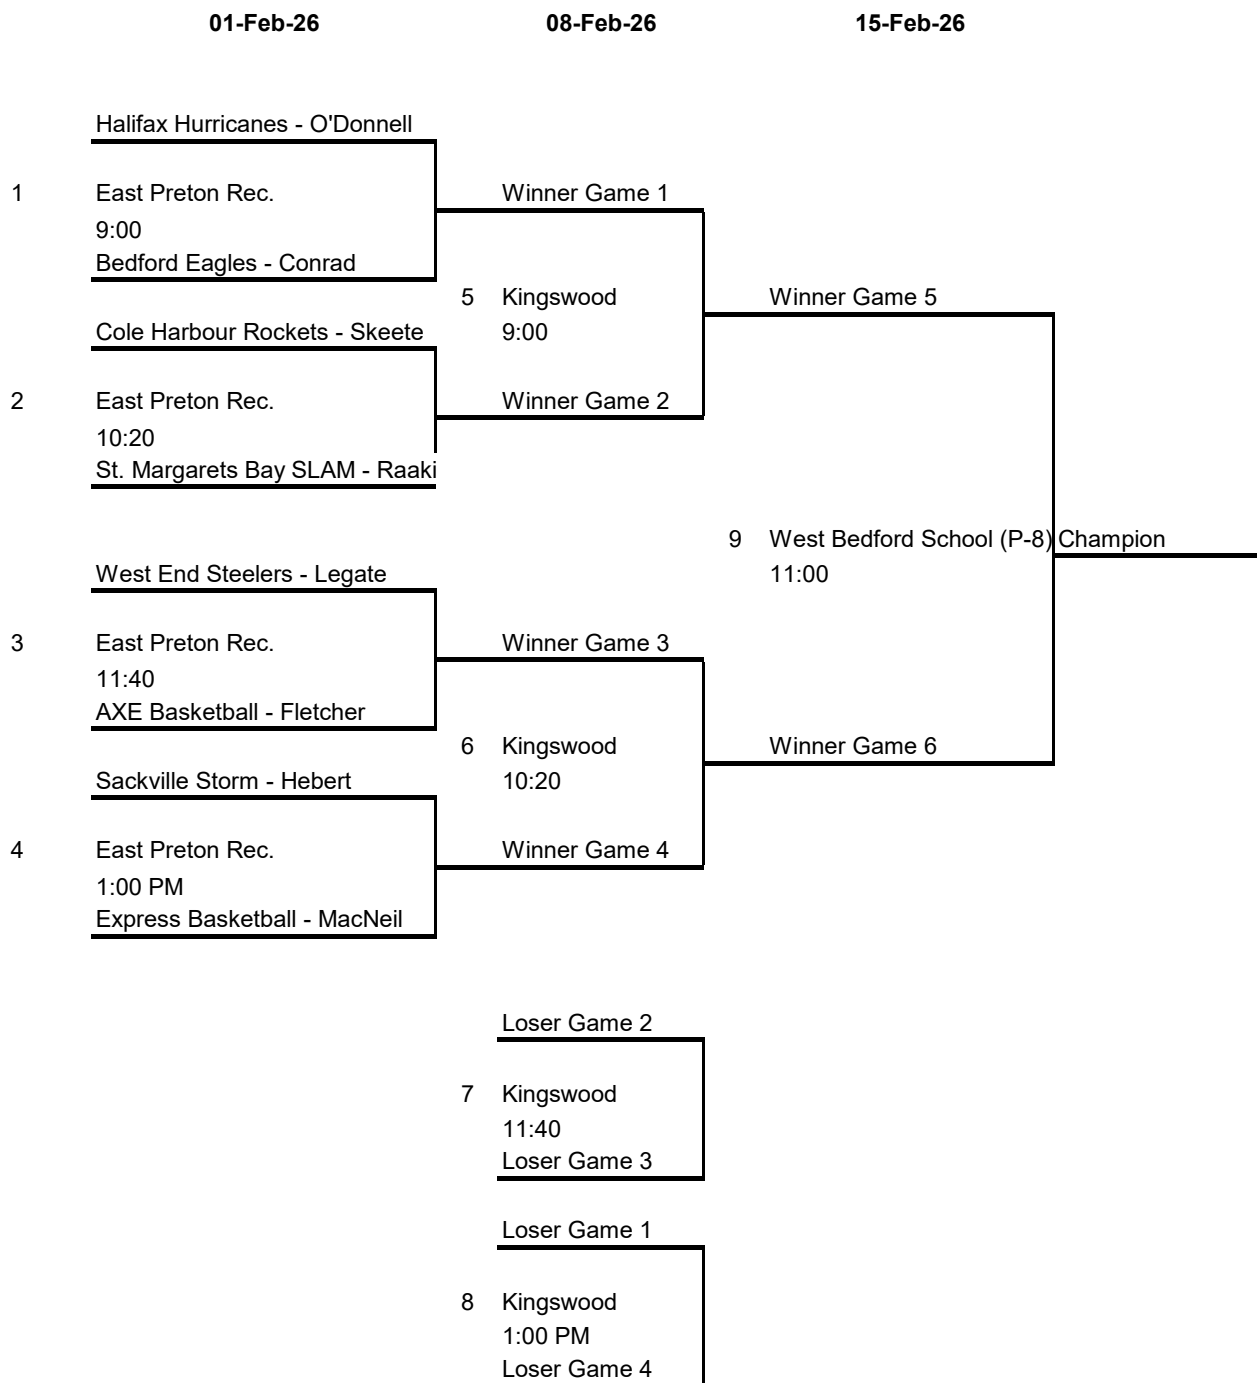 01-Feb-26 08-Feb-26 15-Feb-26
Halifax Hurricanes - O'Donnell
1 East Preton Rec. Winner Game 1
9:00
Bedford Eagles - Conrad
5 Kingswood Winner Game 5
Cole Harbour Rockets - Skeete 9:00
2 East Preton Rec. Winner Game 2
10:20
St. Margarets Bay SLAM - Raaki
9 West Bedford School (P-8) Champion
West End Steelers - Legate 11:00
3 East Preton Rec. Winner Game 3
11:40
AXE Basketball - Fletcher
6 Kingswood Winner Game 6
Sackville Storm - Hebert 10:20
4 East Preton Rec. Winner Game 4
1:00 PM
Express Basketball - MacNeil
Loser Game 2
7 Kingswood
11:40
Loser Game 3
Loser Game 1
8 Kingswood
1:00 PM
Loser Game 4